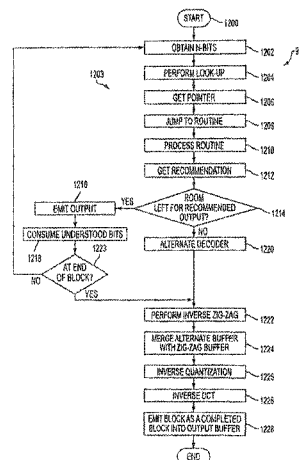 START
1200
OBTAIN N-BITS
1202
9
PERFORM LOOK-UP
1204
1203
GET POINTER
1206
JUMP TO ROUTINE
1208
PROCESS ROUTINE
1210
GET RECOMMENDATION
1212
1216
EMIT OUTPUT
YES
ROOM
LEFT FOR RECOMMENDED
OUTPUT?
1214
CONSUME UNDERSTOOD BITS
1218
1223
NO
ALTERNATE DECODER
1220
AT END
OF BLOCK?
NO
YES
PERFORM INVERSE ZIG-ZAG
1222
MERGE ALTERNATE BUFFER
WITH ZIG-ZAG BUFFER
1224
INVERSE QUANTIZATION
1225
INVERSE DCT
1226
EMIT BLOCK AS A COMPLETED
BLOCK INTO OUTPUT BUFFER
1228
END